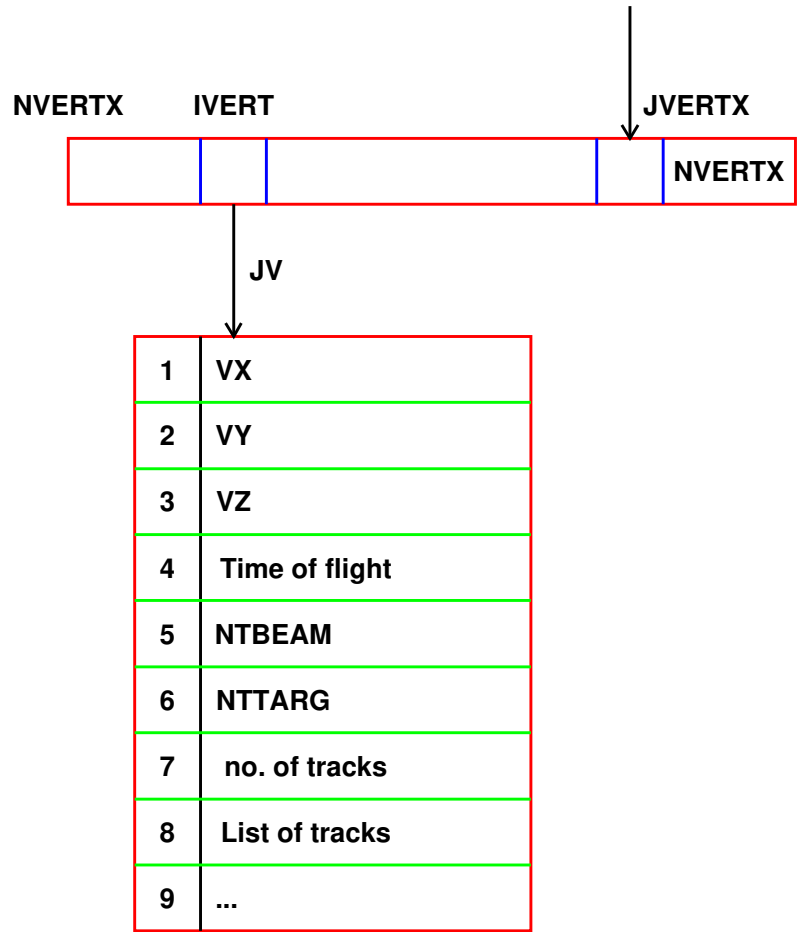 NVERTX IVERT JVERTX
NVERTX
JV
1 VX
2 VY
3 VZ
4 Time of flight
5 NTBEAM
6 NTTARG
7 no. of tracks
8 List of tracks
9 ...